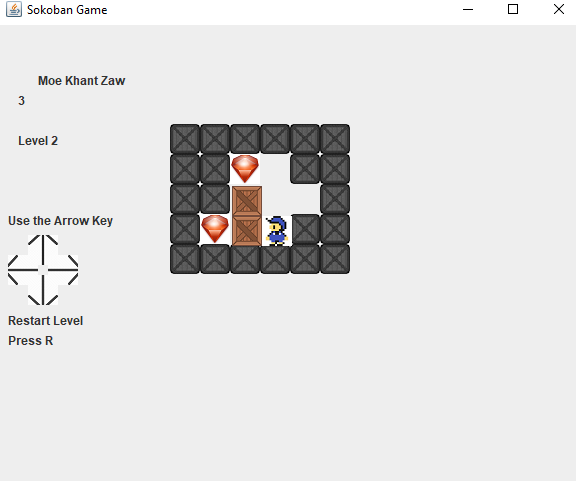 Sokoban Game
Moe Khant Zaw
3
Level 2
Use the Arrow Key
Restart Level
Press R